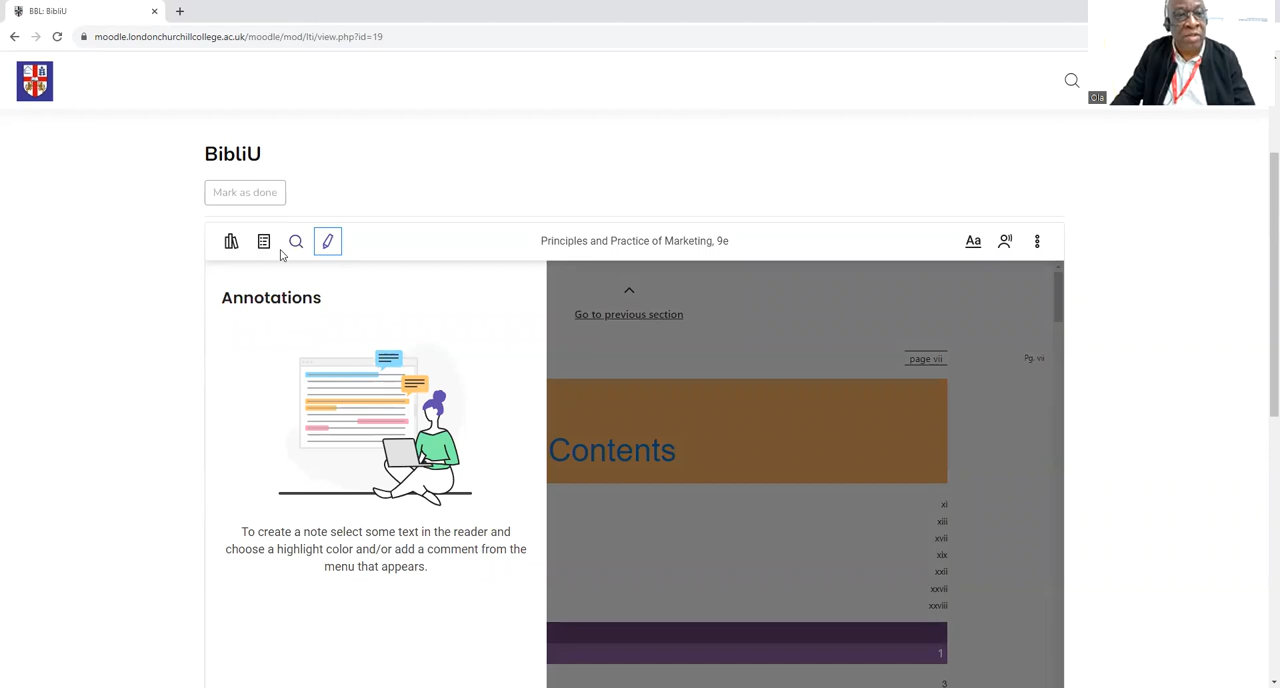 BBL: BibliU
moodle.londonchurchillcollege.ac.uk/moodle/mod/lti/view.php?id=19
Ola
BibliU
Mark as done
Principles and Practice of Marketing, 9e
Aa
Annotations
To create a note select some text in the reader and
choose a highlight color and/or add a comment from the
menu that appears.
Go to previous section
page vii
Pg. vii
Contents
xi
xiii
xvii
xix
xxii
xxvii
xxviii
1
3